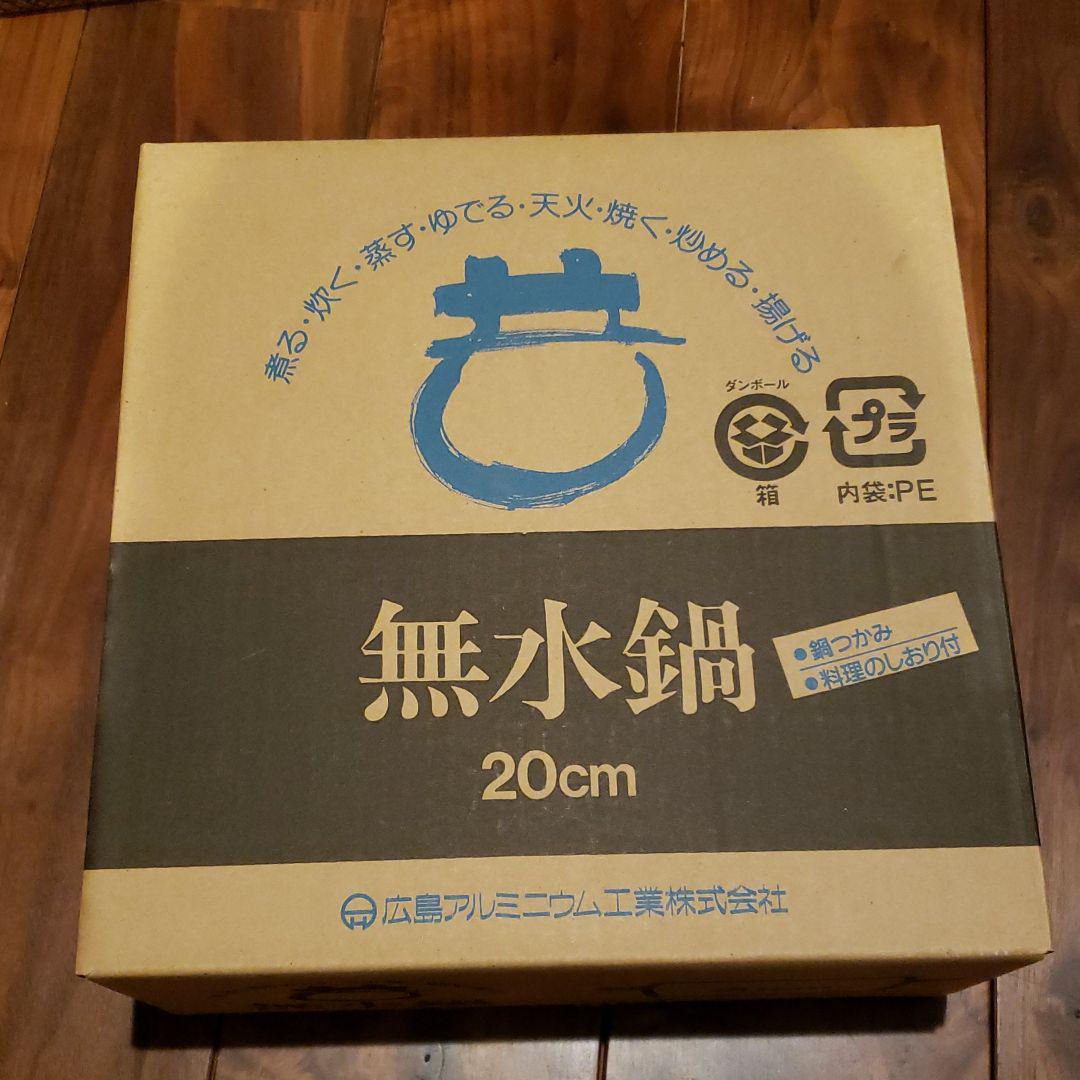 煮る・炊く・蒸す・ゆでる・天火・焼く・炒める・揚げる
ダンボール
箱
プラ
内袋:PE
無水鍋
●鍋つかみ
●料理のしおり付
20cm
広島アルミニウム工業株式会社